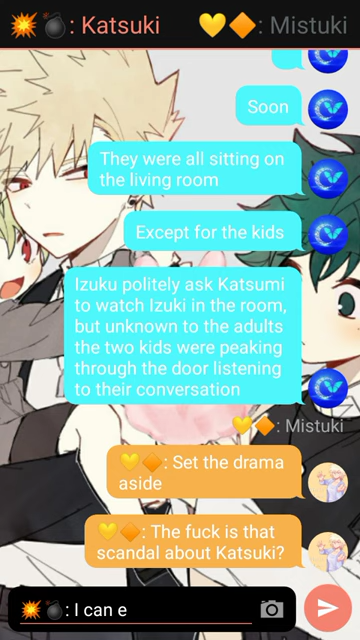 💥💣: Katsuki 💛🔶: Mistuki
Soon
They were all sitting on
the living room
Except for the kids
Izuku politely ask Katsumi
to watch Izuki in the room,
but unknown to the adults
the two kids were peaking
through the door listening
to their conversation
💛🔶: Mistuki
💛🔶: Set the drama
aside
💛🔶: The fuck is that
scandal about Katsuki?
💥💣: I can e